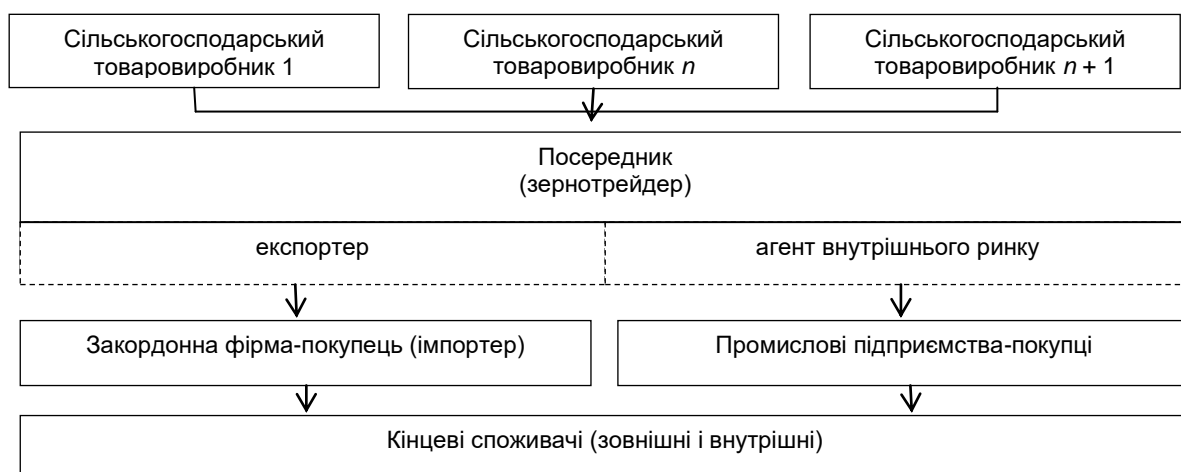 Сільськогосподарський
товаровиробник 1
Сільськогосподарський
товаровиробник n
Сільськогосподарський
товаровиробник n + 1
Посередник
(зернотрейдер)
експортер
агент внутрішнього ринку
Закордонна фірма-покупець (імпортер)
Промислові підприємства-покупці
Кінцеві споживачі (зовнішні і внутрішні)